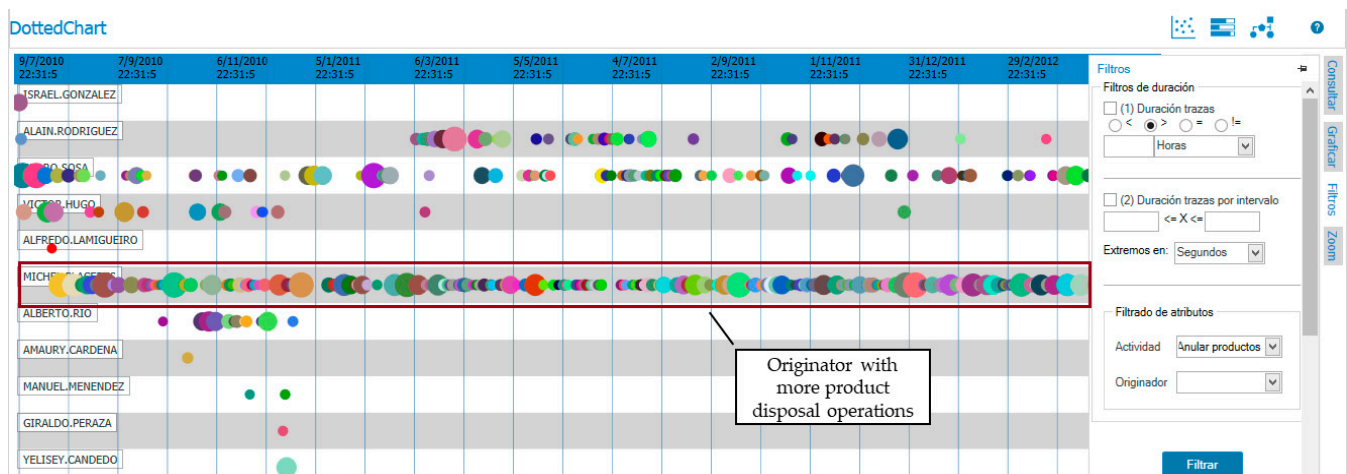 DottedChart
9/7/2010 7/9/2010 6/11/2010 5/1/2011 6/3/2011 5/5/2011 4/7/2011 2/9/2011 1/11/2011 31/12/2011 29/2/2012
22:31:5 22:31:5 22:31:5 22:31:5 22:31:5 22:31:5 22:31:5 22:31:5 22:31:5 22:31:5 22:31:5
ISRAEL.GONZALEZ
ALAIN.RODRIGUEZ
SOSA
VICTOR.HUGO
ALFREDO.LAMIGUEIRO
ALBERTO.RIO
AMAURY.CARDENA
MANUEL.MENENDEZ
GIRALDO.PERAZA
YELISEY.CANDEDO
Originator with
more product
disposal operations
Filtros
Filtros de duración
(1) Duración trazas
< > = !=
Horas
(2) Duración trazas por intervalo
<= X <=
Extremos en: Segundos
Filtrado de atributos
Actividad Anular productos
Originador
Filtrar
?
Consultar
Graficar
Filtros
Zoom